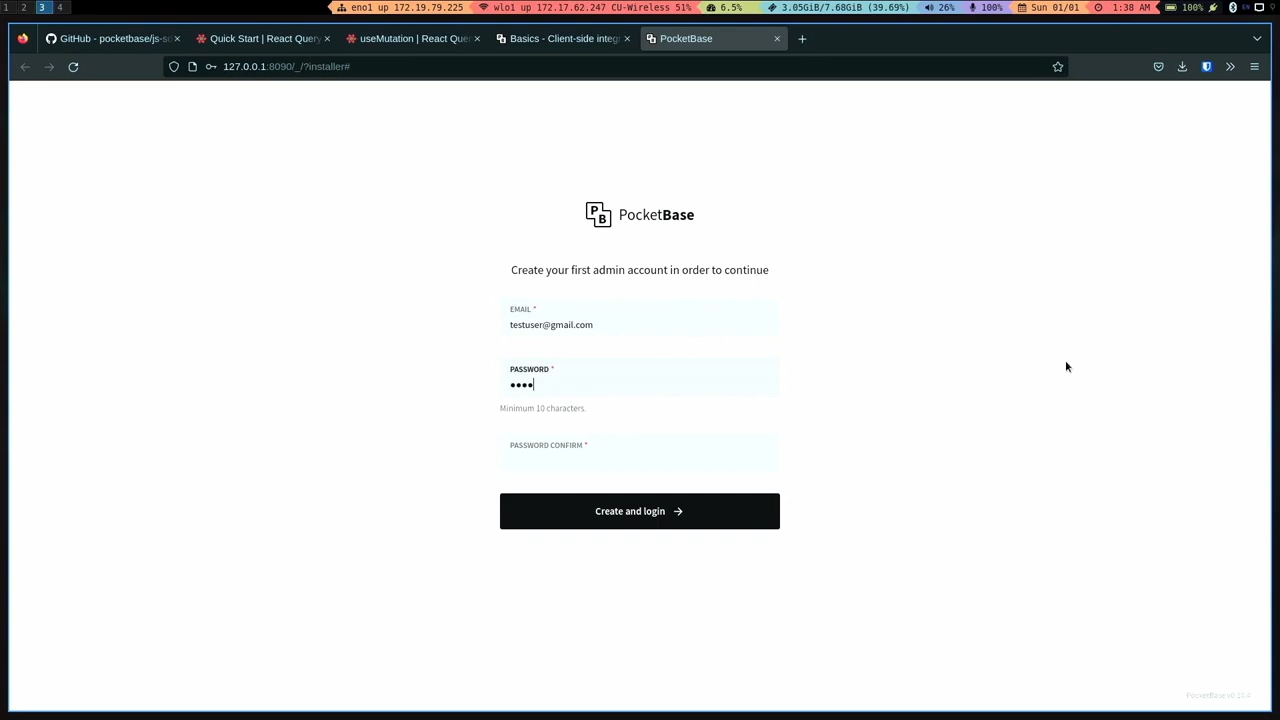 1 2 3 4 eno1 up 172.19.79.225 wlo1 up 172.17.62.247 CU-Wireless 51% 6.5% 3.05GiB/7.68GiB (39.69%) 26% 100% Sun 01/01 1:38 AM 100% EN
GitHub - pocketbase/js-sd Quick Start | React Query useMutation | React Que Basics - Client-side integ PocketBase
127.0.0.1:8090/_/?installer#
P B PocketBase
Create your first admin account in order to continue
EMAIL *
testuser@gmail.com
PASSWORD *
••••
Minimum 10 characters.
PASSWORD CONFIRM *
Create and login →
PocketBase